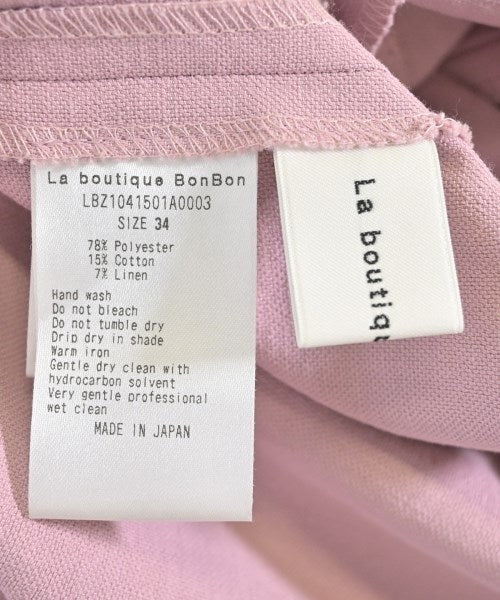 La boutique BonBon
LBZ1041501A0003
SIZE 34
78% Polyester
15% Cotton
7% Linen
Hand wash
Do not bleach
Do not tumble dry
Drip dry in shade
Warm iron
Gentle dry clean with
hydrocarbon solvent
Very gentle professional
wet clean
MADE IN JAPAN
La boutiq